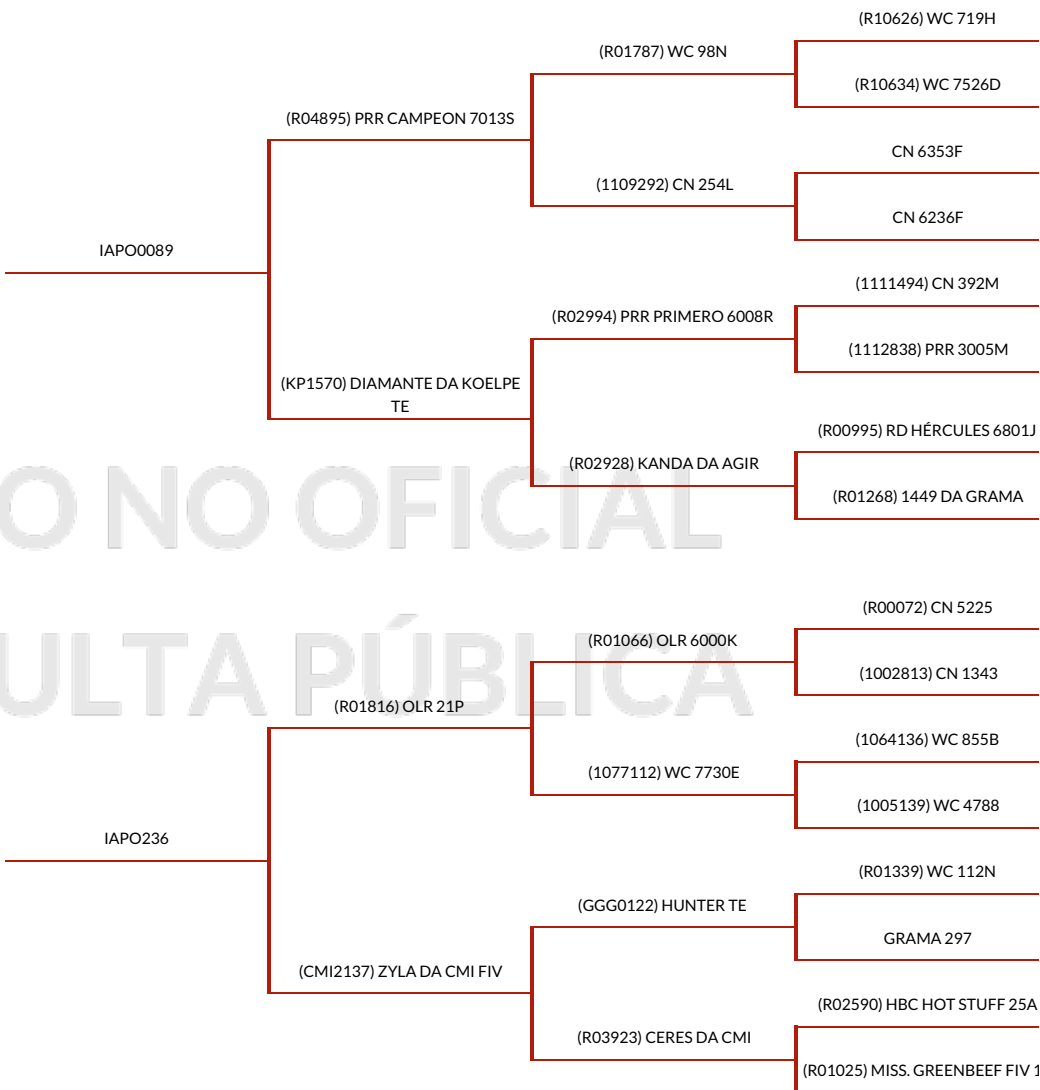 (R10626) WC 719H
(R01787) WC 98N
(R10634) WC 7526D
(R04895) PRR CAMPEON 7013S
CN 6353F
(1109292) CN 254L
CN 6236F
IAPO0089
(1111494) CN 392M
(R02994) PRR PRIMERO 6008R
(1112838) PRR 3005M
(KP1570) DIAMANTE DA KOELPE
TE
(R00995) RD HÉRCULES 6801J
(R02928) KANDA DA AGIR
(R01268) 1449 DA GRAMA
O NO OFICIAL
(R00072) CN 5225
(R01066) OLR 6000K
(1002813) CN 1343
ULTA PÚBLICA
(R01816) OLR 21P
(1064136) WC 855B
(1077112) WC 7730E
(1005139) WC 4788
IAPO236
(R01339) WC 112N
(GGG0122) HUNTER TE
GRAMA 297
(CMI2137) ZYLA DA CMI FIV
(R02590) HBC HOT STUFF 25A
(R03923) CERES DA CMI
(R01025) MISS. GREENBEEF FIV 1